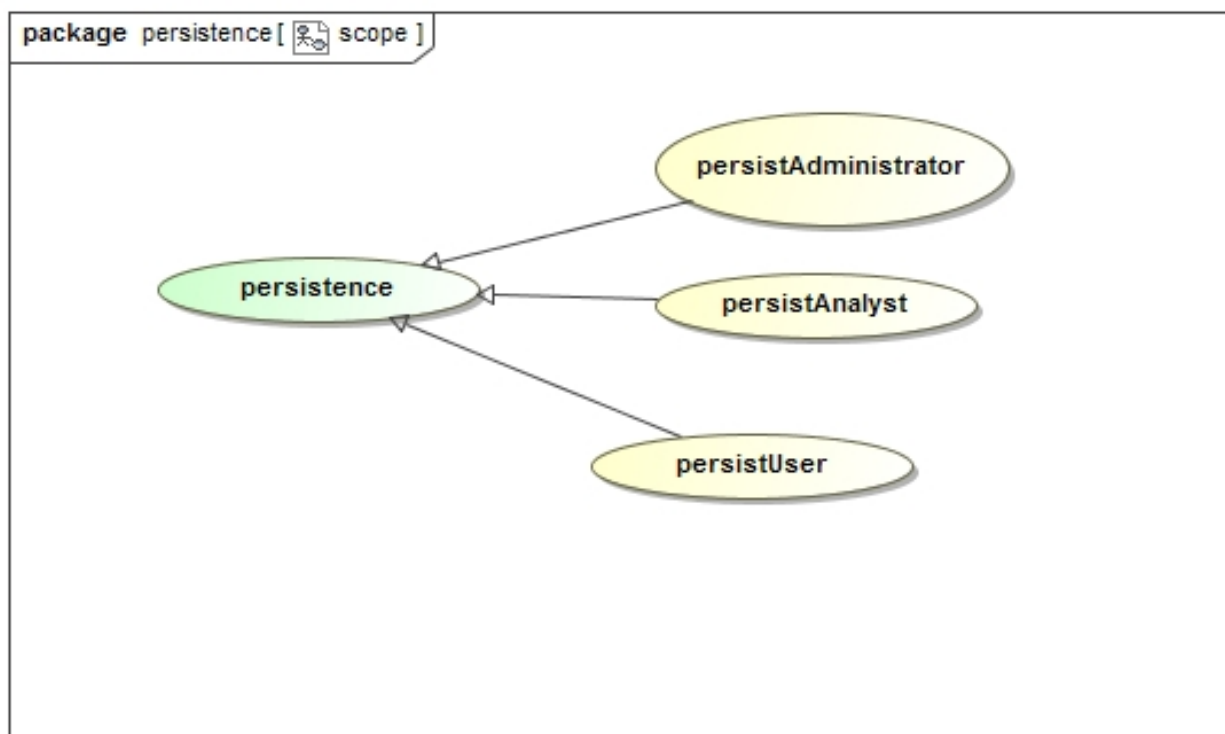 package persistence [ scope ]
persistAdministrator
persistence
persistAnalyst
persistUser